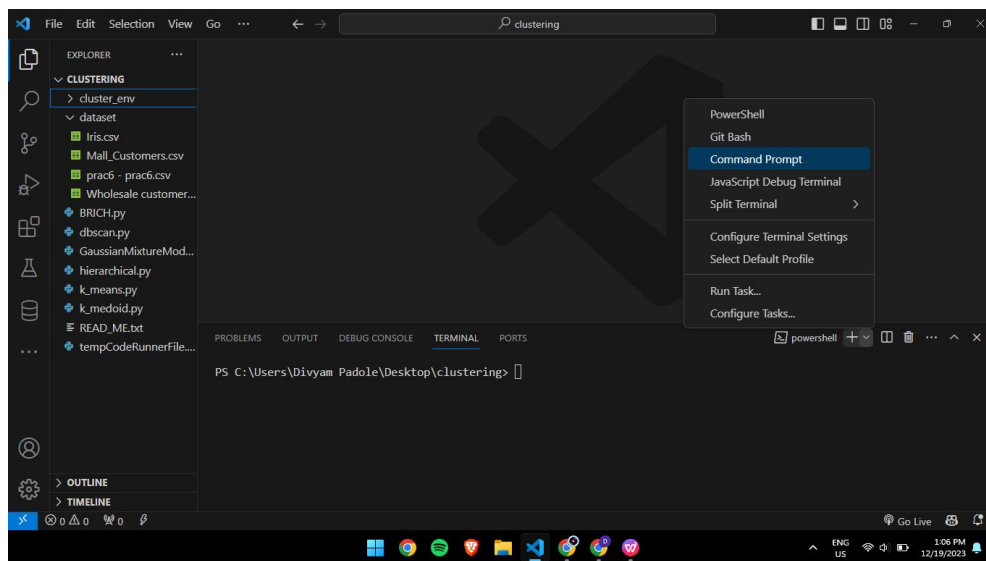 File Edit Selection View Go ···
clustering
EXPLORER ···
CLUSTERING
cluster_env
dataset
Iris.csv
Mall_Customers.csv
prac6 - prac6.csv
Wholesale customer...
BRICH.py
dbscan.py
GaussianMixtureMod...
hierarchical.py
k_means.py
k_medoid.py
READ_ME.txt
tempCodeRunnerFile....
OUTLINE
TIMELINE
PowerShell
Git Bash
Command Prompt
JavaScript Debug Terminal
Split Terminal
Configure Terminal Settings
Select Default Profile
Run Task...
Configure Tasks...
PROBLEMS OUTPUT DEBUG CONSOLE TERMINAL PORTS
powershell
PS C:\Users\Divyam Padole\Desktop\clustering>
0 0 0
Go Live
ENG
US
1:06 PM
12/19/2023